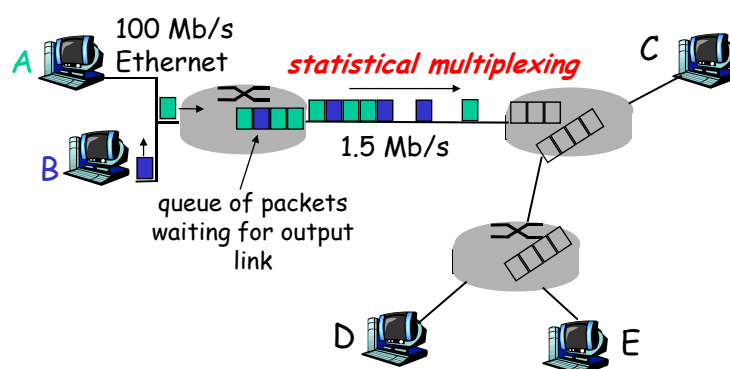 A
100 Mb/s
Ethernet
statistical multiplexing
C
B
1.5 Mb/s
queue of packets
waiting for output
link
D
E